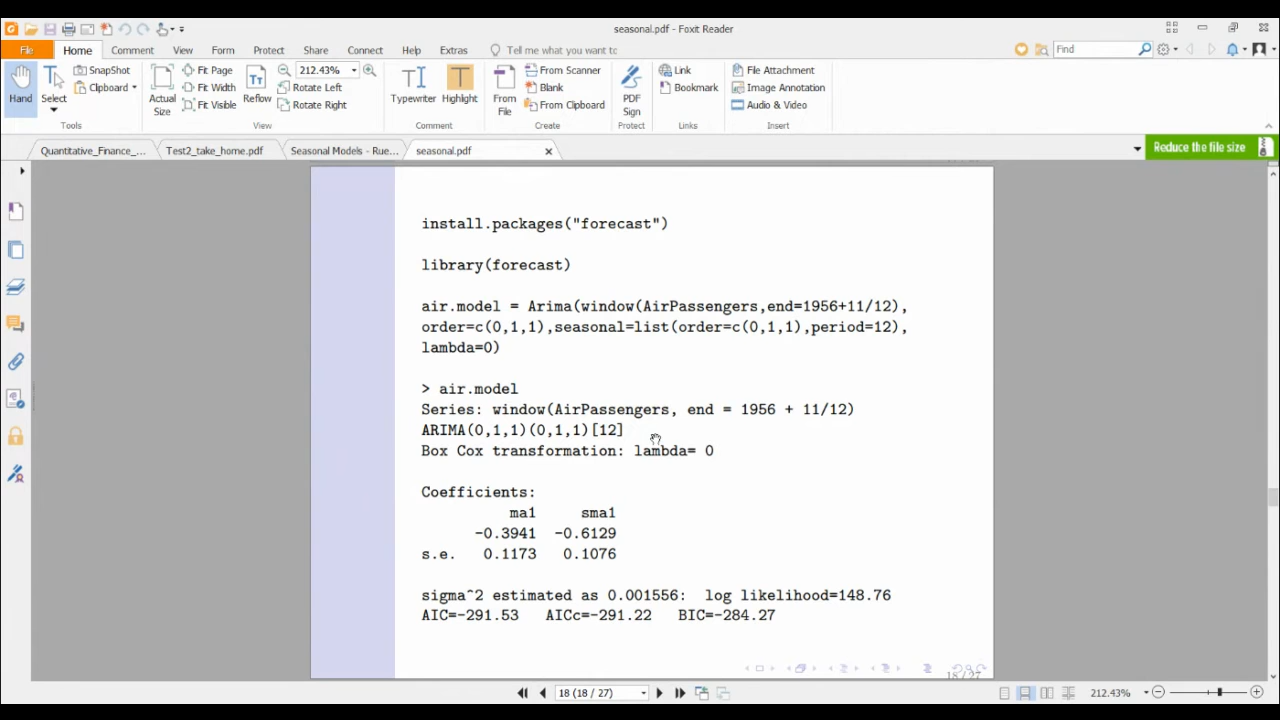 seasonal.pdf - Foxit Reader
File Home Comment View Form Protect Share Connect Help Extras Tell me what you want to Find
Hand Select SnapShot Clipboard Actual Size Fit Page Fit Width Fit Visible Reflow 212.43% Rotate Left Rotate Right Typewriter Highlight From File From Scanner Blank From Clipboard PDF Sign Link Bookmark File Attachment Image Annotation Audio & Video
Tools View Comment Create Protect Links Insert
Quantitative_Finance_... Test2_take_home.pdf Seasonal Models - Rue... seasonal.pdf Reduce the file size
install.packages("forecast")
library(forecast)
air.model = Arima(window(AirPassengers,end=1956+11/12),
order=c(0,1,1),seasonal=list(order=c(0,1,1),period=12),
lambda=0)
> air.model
Series: window(AirPassengers, end = 1956 + 11/12)
ARIMA(0,1,1)(0,1,1)[12]
Box Cox transformation: lambda= 0
Coefficients:
ma1 sma1
-0.3941 -0.6129
s.e. 0.1173 0.1076
sigma^2 estimated as 0.001556: log likelihood=148.76
AIC=-291.53 AICc=-291.22 BIC=-284.27
18/27
18 (18 / 27) 212.43%